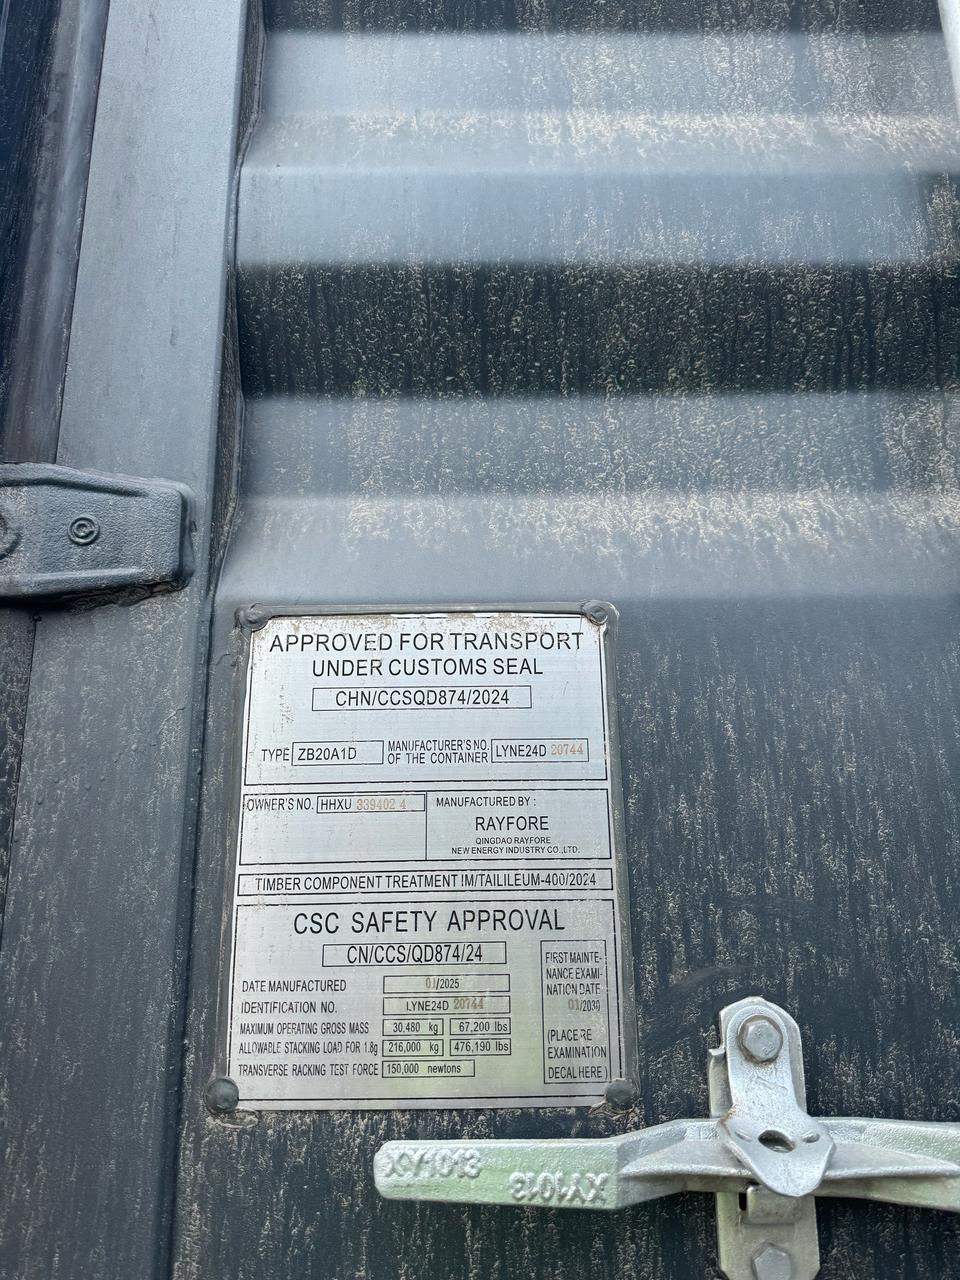 APPROVED FOR TRANSPORT
UNDER CUSTOMS SEAL
CHN/CCSQD874/2024
TYPE ZB20A1D MANUFACTURER'S NO. OF THE CONTAINER LYNE24D 20744
OWNER'S NO. HHXU 339402 4
MANUFACTURED BY :
RAYFORE
QINGDAO RAYFORE
NEW ENERGY INDUSTRY CO.,LTD.
TIMBER COMPONENT TREATMENT IM/TAILILEUM-400/2024
CSC SAFETY APPROVAL
CN/CCS/QD874/24
DATE MANUFACTURED 01/2025
IDENTIFICATION NO. LYNE24D 20744
MAXIMUM OPERATING GROSS MASS 30,480 kg 67,200 lbs
ALLOWABLE STACKING LOAD FOR 1.8g 216,000 kg 476,190 lbs
TRANSVERSE RACKING TEST FORCE 150,000 newtons
FIRST MAINTE-
NANCE EXAMI-
NATION DATE
01/2030
(PLACE RE
EXAMINATION
DECAL HERE )
XY1013